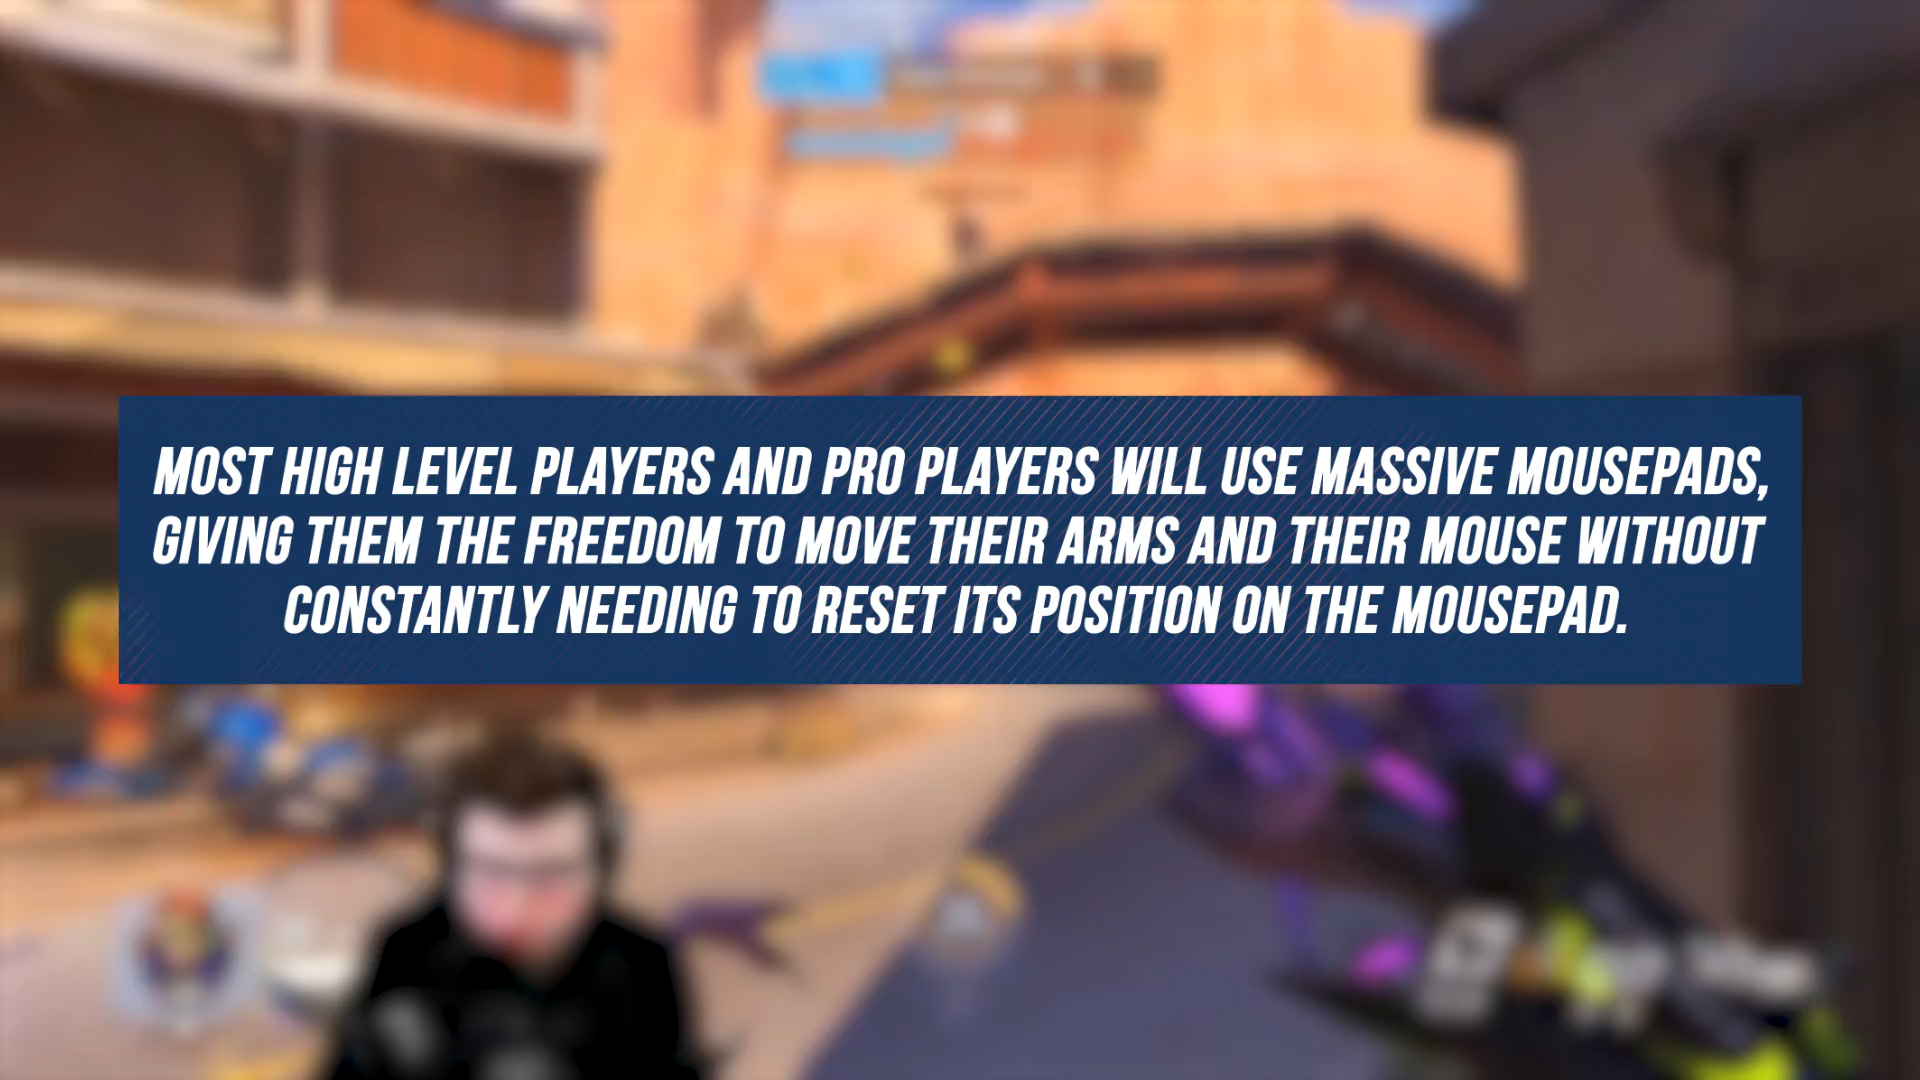 MOST HIGH LEVEL PLAYERS AND PRO PLAYERS WILL USE MASSIVE MOUSEPADS,
GIVING THEM THE FREEDOM TO MOVE THEIR ARMS AND THEIR MOUSE WITHOUT
CONSTANTLY NEEDING TO RESET ITS POSITION ON THE MOUSEPAD.